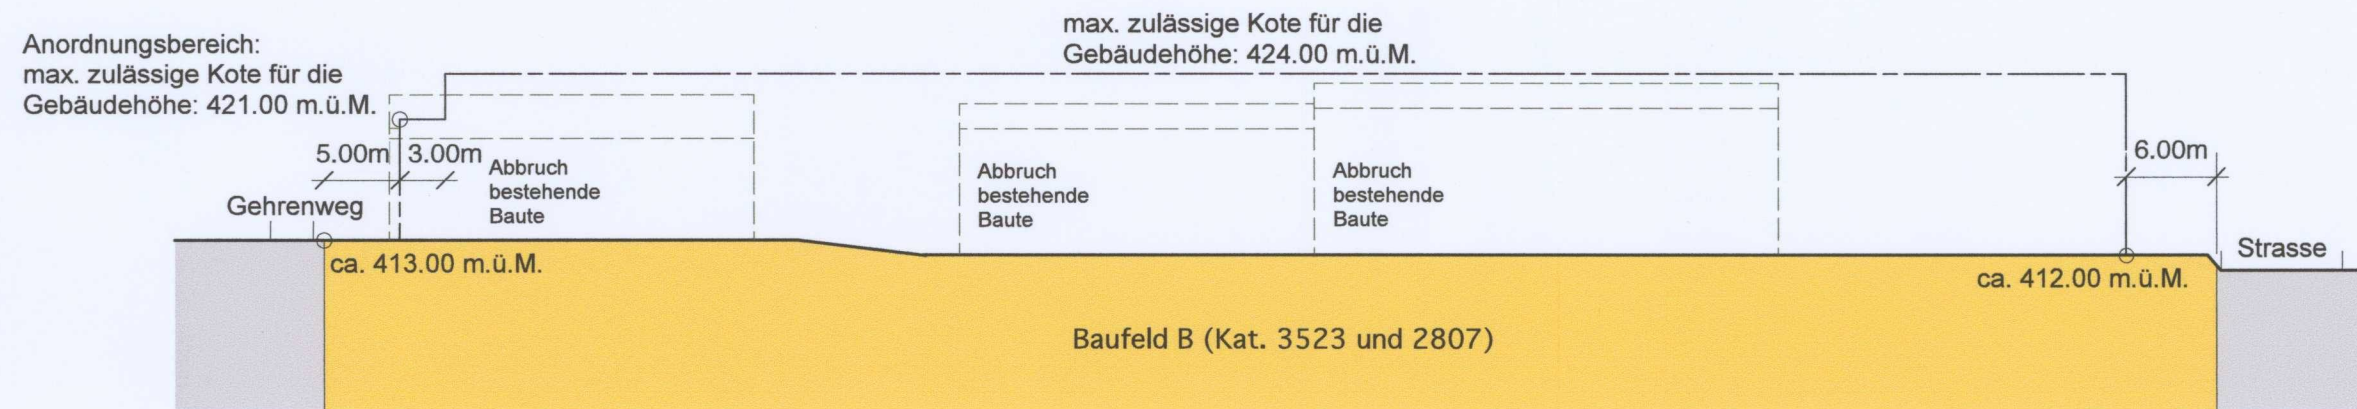 Anordnungsbereich:
max. zulässige Kote für die
Gebäudehöhe: 421.00 m.ü.M.
max. zulässige Kote für die
Gebäudehöhe: 424.00 m.ü.M.
5.00m
3.00m
6.00m
Abbruch
bestehende
Baute
Abbruch
bestehende
Baute
Abbruch
bestehende
Baute
Gehrenweg
Strasse
ca. 413.00 m.ü.M.
ca. 412.00 m.ü.M.
Baufeld B (Kat. 3523 und 2807)